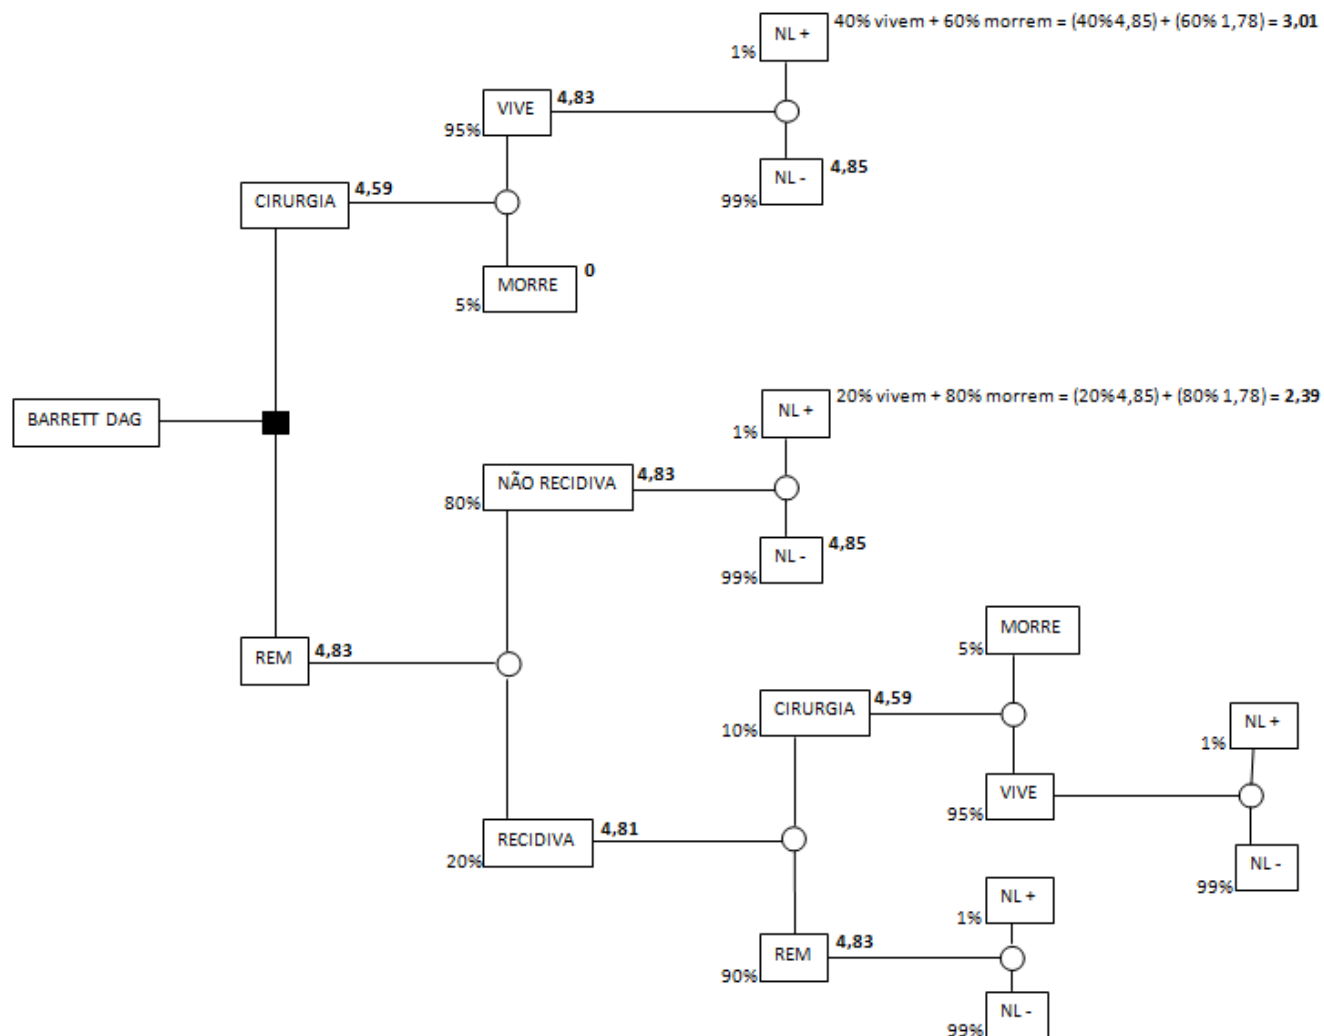 NL +
40% vivem + 60% morrem = (40% 4,85) + (60% 1,78) = 3,01
1%
VIVE
4,83
95%
NL -
4,85
99%
CIRURGIA
4,59
MORRE
0
5%
BARRETT DAG
NL +
20% vivem + 80% morrem = (20% 4,85) + (80% 1,78) = 2,39
1%
NÃO RECIDIVA
4,83
80%
NL -
4,85
99%
REM
4,83
MORRE
5%
CIRURGIA
4,59
10%
NL +
1%
VIVE
95%
RECIDIVA
4,81
20%
NL -
99%
NL +
1%
REM
4,83
90%
NL -
99%